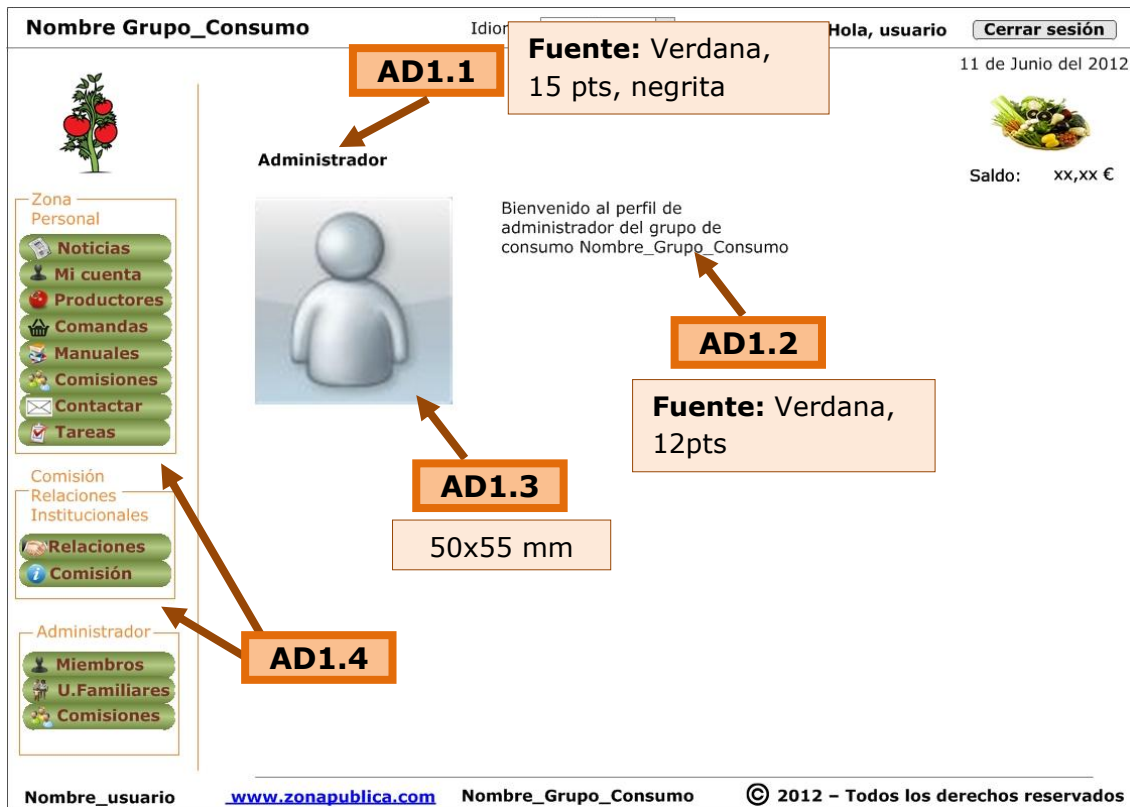 Nombre Grupo_Consumo
Hola, usuario
Cerrar sesión
11 de Junio del 2012
AD1.1
Fuente: Verdana,
15 pts, negrita
Administrador
Saldo: xx,xx €
Zona
Personal
Noticias
Mi cuenta
Productores
Comandas
Manuales
Comisiones
Contactar
Tareas
Bienvenido al perfil de
administrador del grupo de
consumo Nombre_Grupo_Consumo
AD1.2
Fuente: Verdana,
12pts
AD1.3
50x55 mm
Comisión
Relaciones
Institucionales
Relaciones
Comisión
AD1.4
Administrador
Miembros
U.Familiares
Comisiones
Nombre_usuario
www.zonapublica.com
Nombre_Grupo_Consumo
© 2012 – Todos los derechos reservados